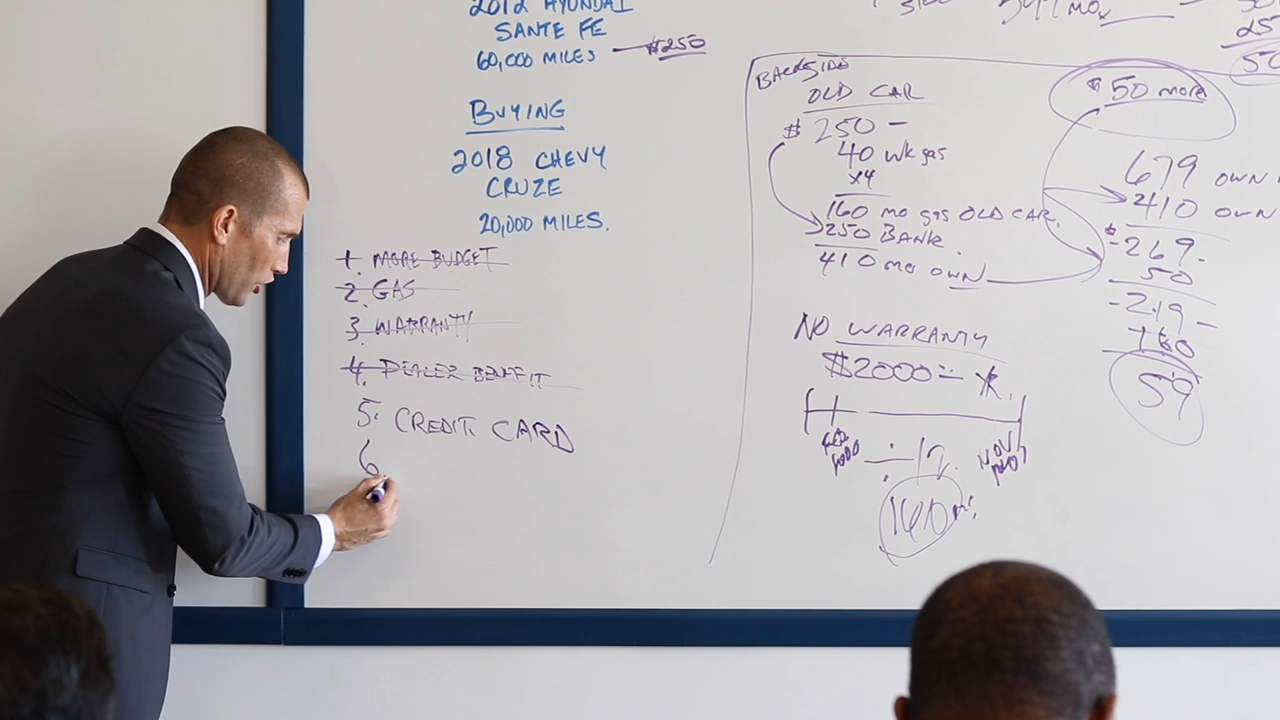 2012 HYUNDAI
SANTE FE
60,000 MILES — $250
BUYING
2018 CHEVY
CRUZE
20,000 MILES.
1. MORE BUDGET
2. GAS
3. WARRANTY
4. DEALER BENEFIT
5. CREDIT CARD
6
BACKSIDE
OLD CAR
$ 250 —
40 wk gas
x4
160 mo gas OLD CAR
250 BANK
410 mo own
NO WARRANTY
$2000
÷ 12
160
$50 more
679 own
410 own
$-269.
50
-219 —
160
59